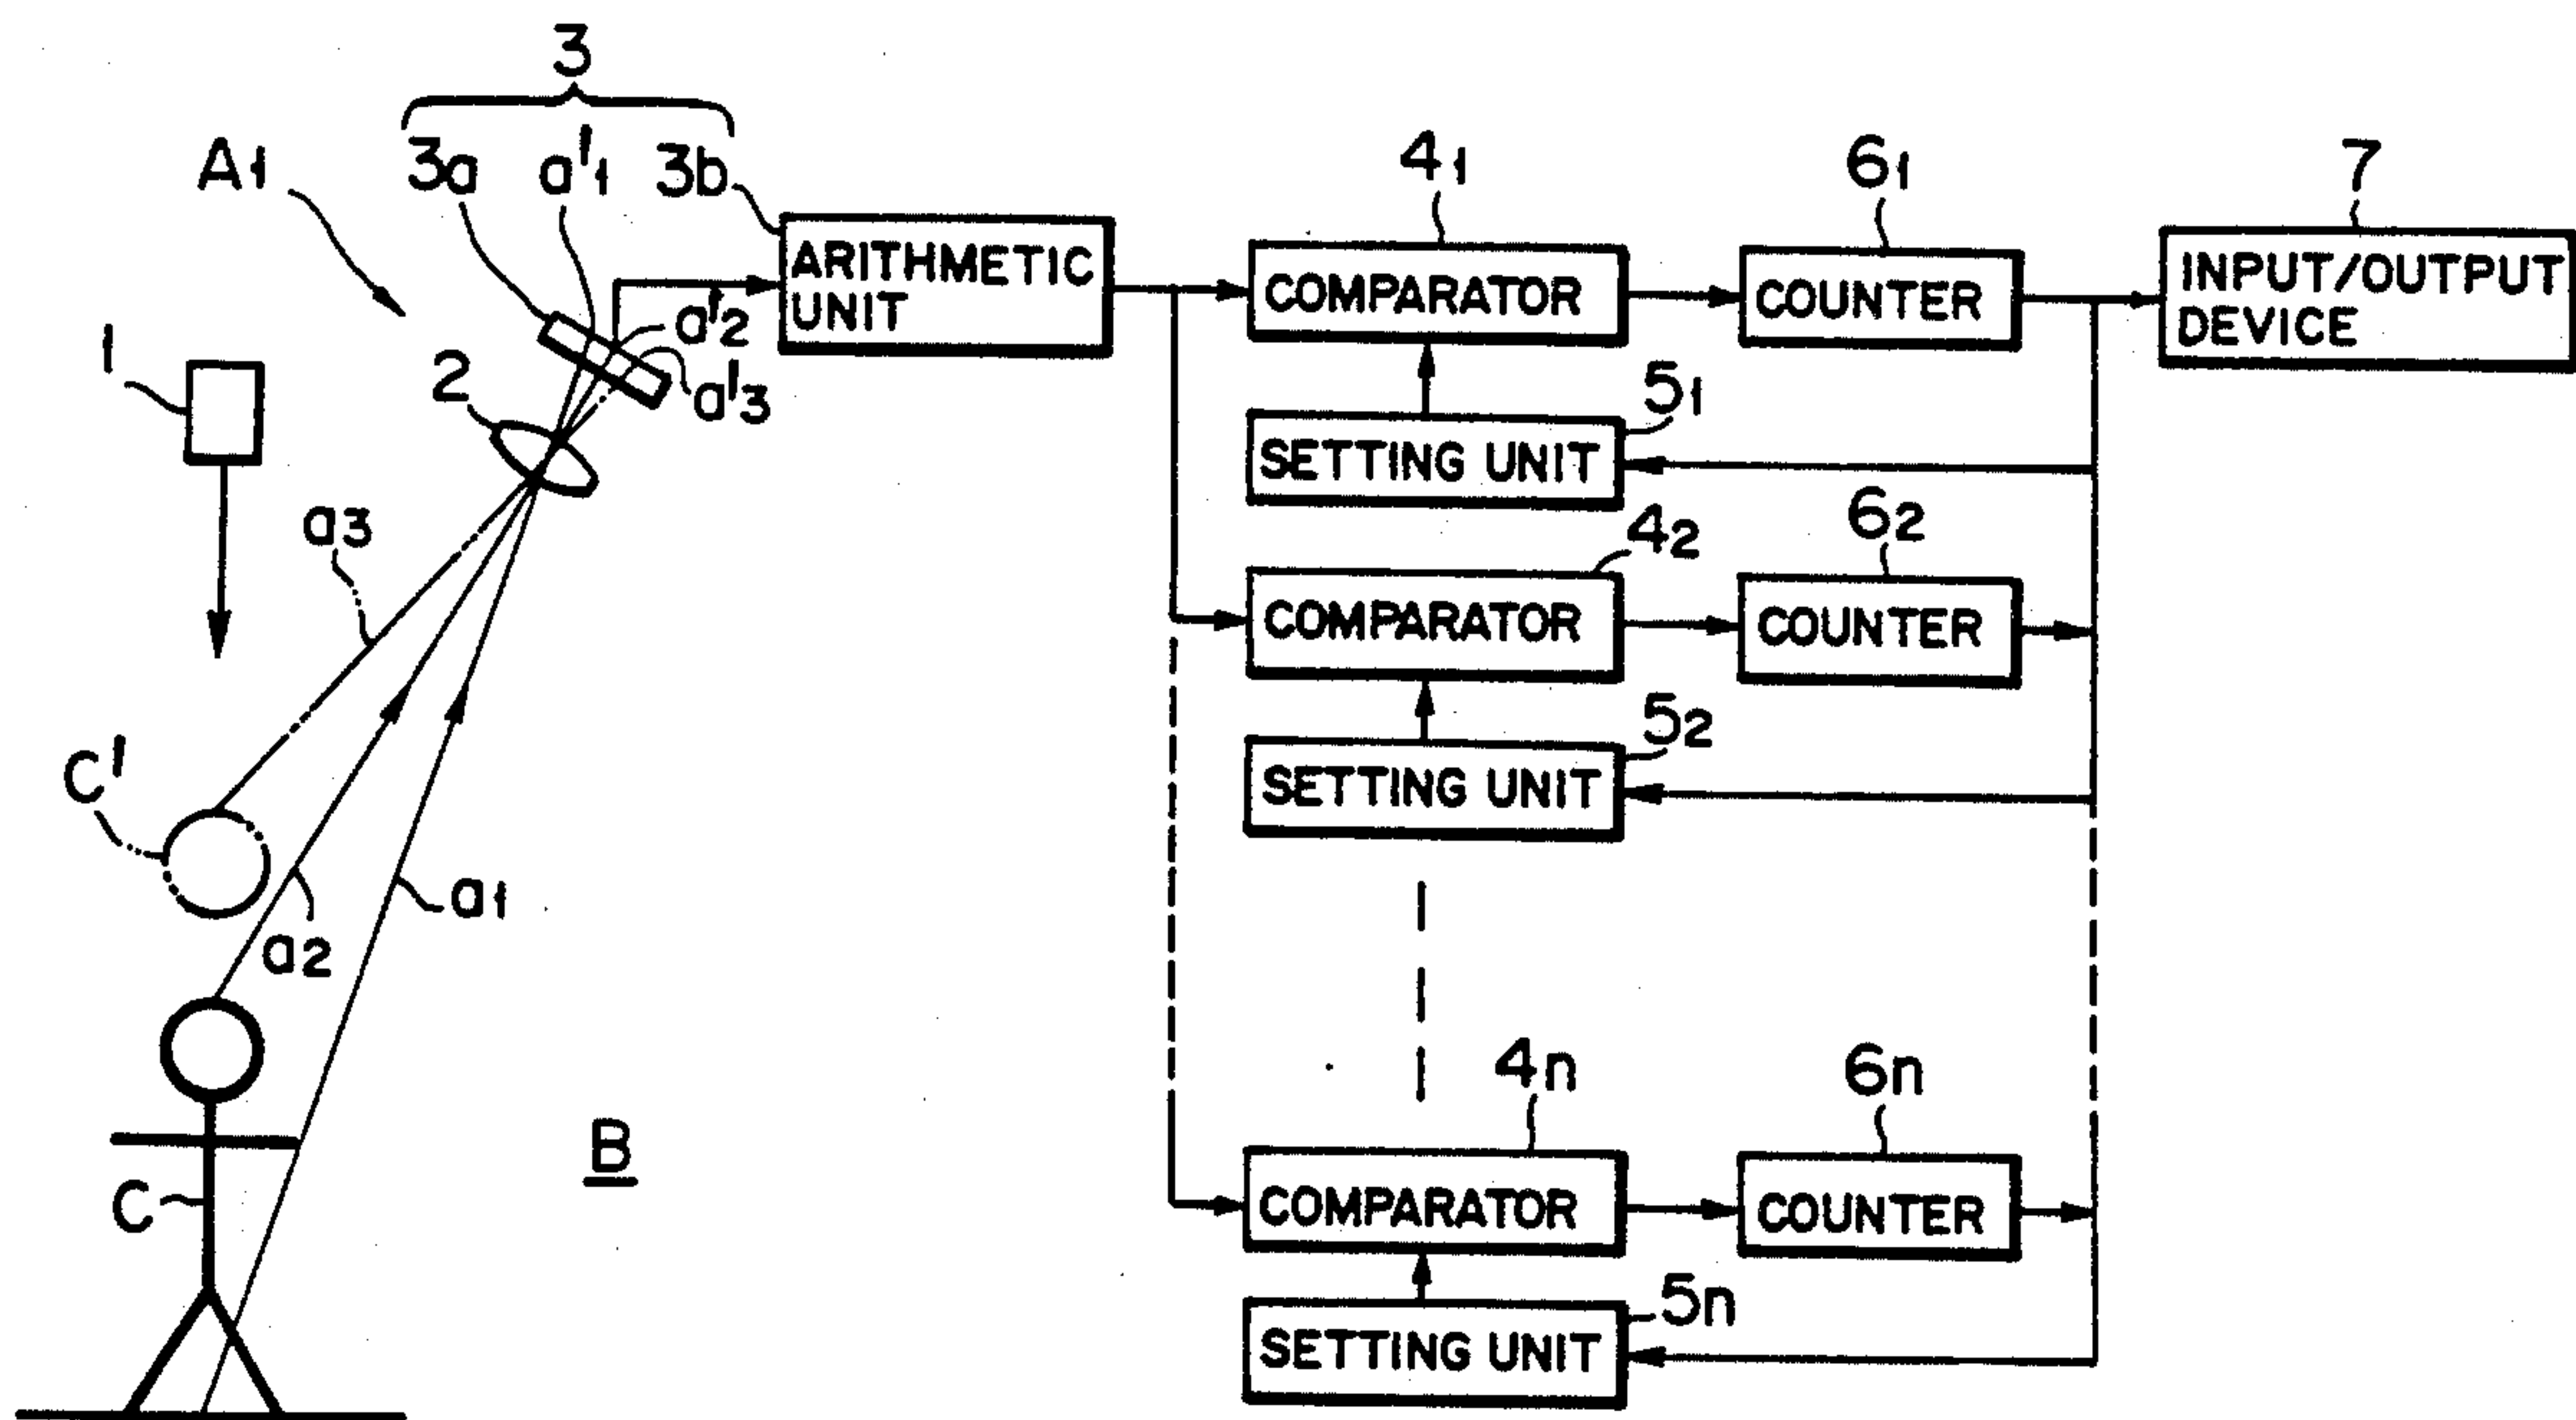 3
A1
3a
a'1
3b
41
61
7
ARITHMETIC
UNIT
COMPARATOR
COUNTER
INPUT/OUTPUT
DEVICE
a'2
a'3
1
2
51
SETTING UNIT
a3
42
62
COMPARATOR
COUNTER
52
SETTING UNIT
C'
a1
a2
4n
6n
B
COMPARATOR
COUNTER
C
5n
SETTING UNIT